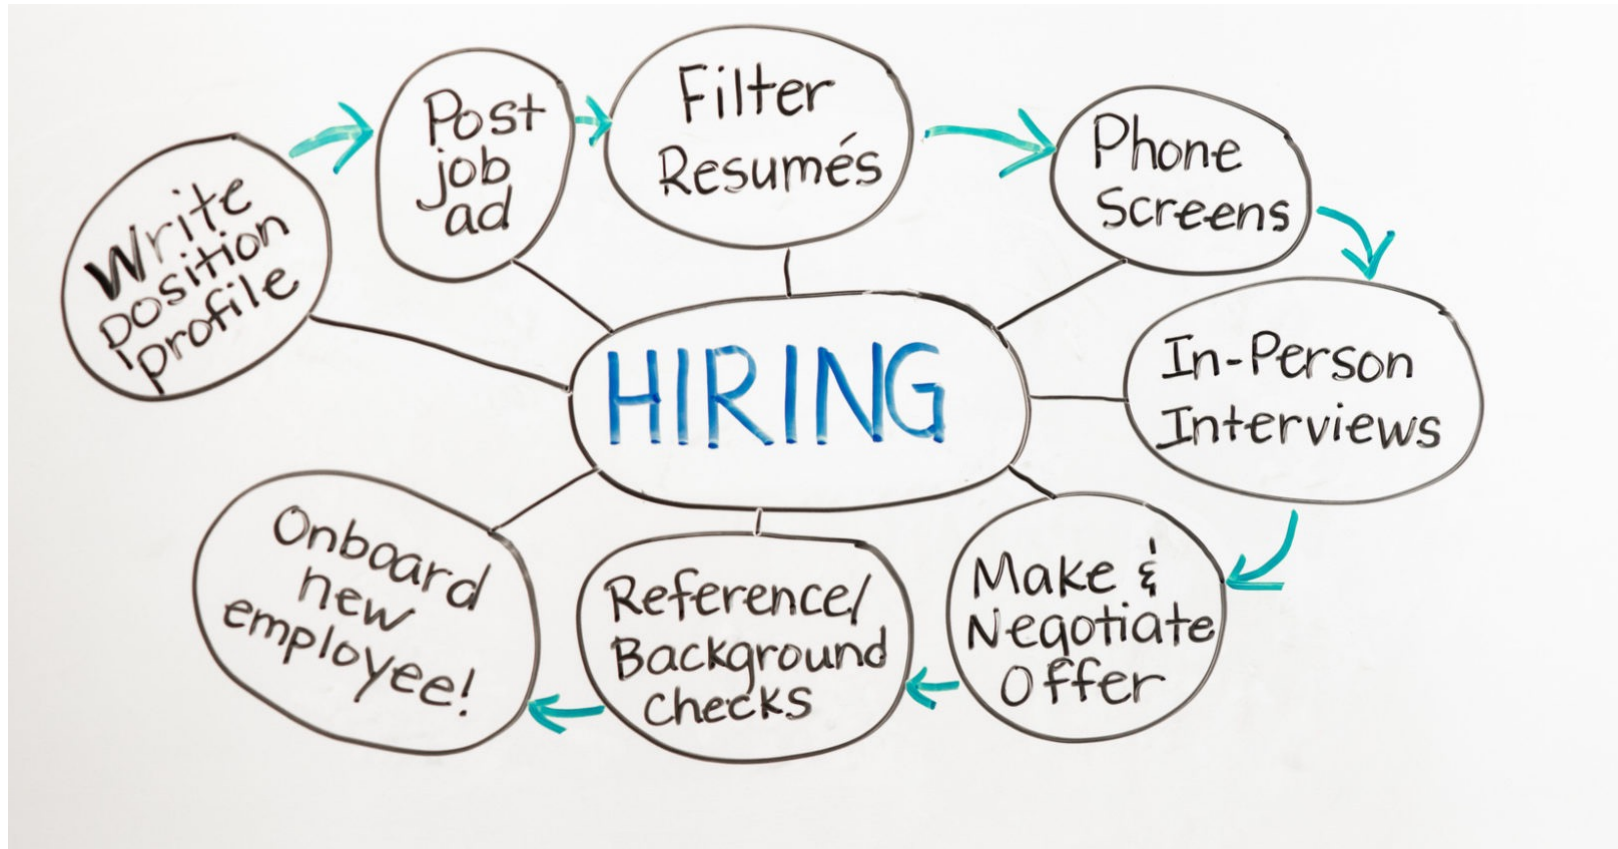 Write
position
profile
Post
job
ad
Filter
Resumés
Phone
Screens
In-Person
Interviews
Make &
Negotiate
Offer
Reference/
Background
Checks
Onboard
new
employee!
HIRING